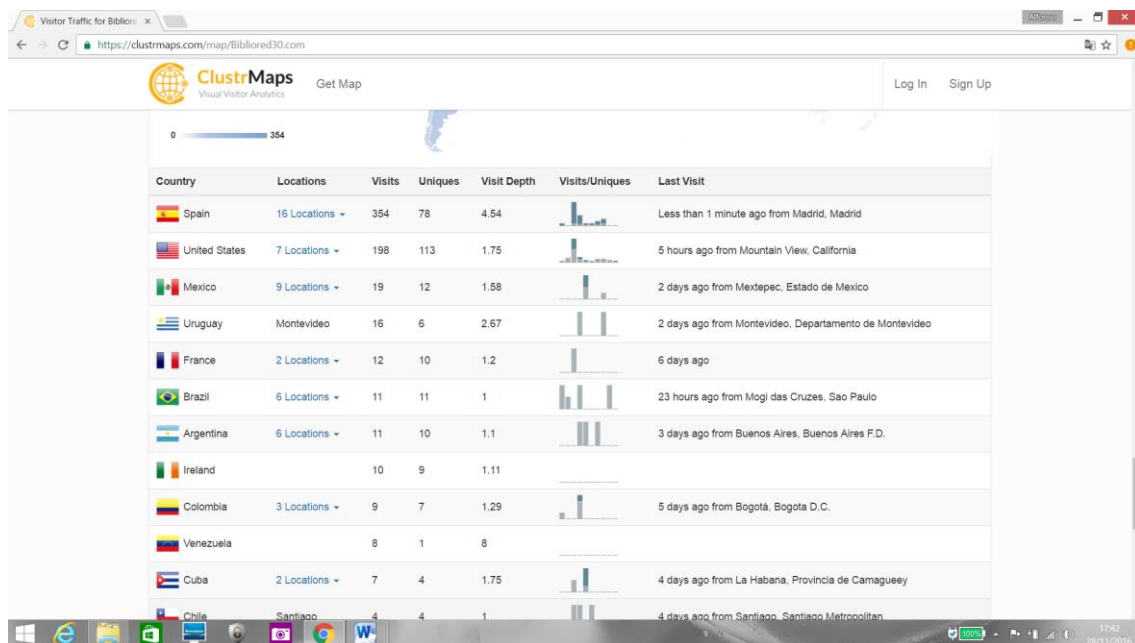 Visitor Traffic for Bibliore
Alfonso
https://clustrmaps.com/map/Bibliored30.com
ClustrMaps Get Map Log In Sign Up
Visual Visitor Analytics
0 354
Country Locations Visits Uniques Visit Depth Visits/Uniques Last Visit
Spain 16 Locations 354 78 4.54 Less than 1 minute ago from Madrid, Madrid
United States 7 Locations 198 113 1.75 5 hours ago from Mountain View, California
Mexico 9 Locations 19 12 1.58 2 days ago from Mextepec, Estado de Mexico
Uruguay Montevideo 16 6 2.67 2 days ago from Montevideo, Departamento de Montevideo
France 2 Locations 12 10 1.2 6 days ago
Brazil 6 Locations 11 11 1 23 hours ago from Mogi das Cruzes, Sao Paulo
Argentina 6 Locations 11 10 1.1 3 days ago from Buenos Aires, Buenos Aires F.D.
Ireland 10 9 1.11
Colombia 3 Locations 9 7 1.29 5 days ago from Bogotá, Bogota D.C.
Venezuela 8 1 8
Cuba 2 Locations 7 4 1.75 4 days ago from La Habana, Provincia de Camagueey
Chile Santiago 4 4 1 4 days ago from Santiago, Santiago Metropolitan
100% 17:42
28/11/2016